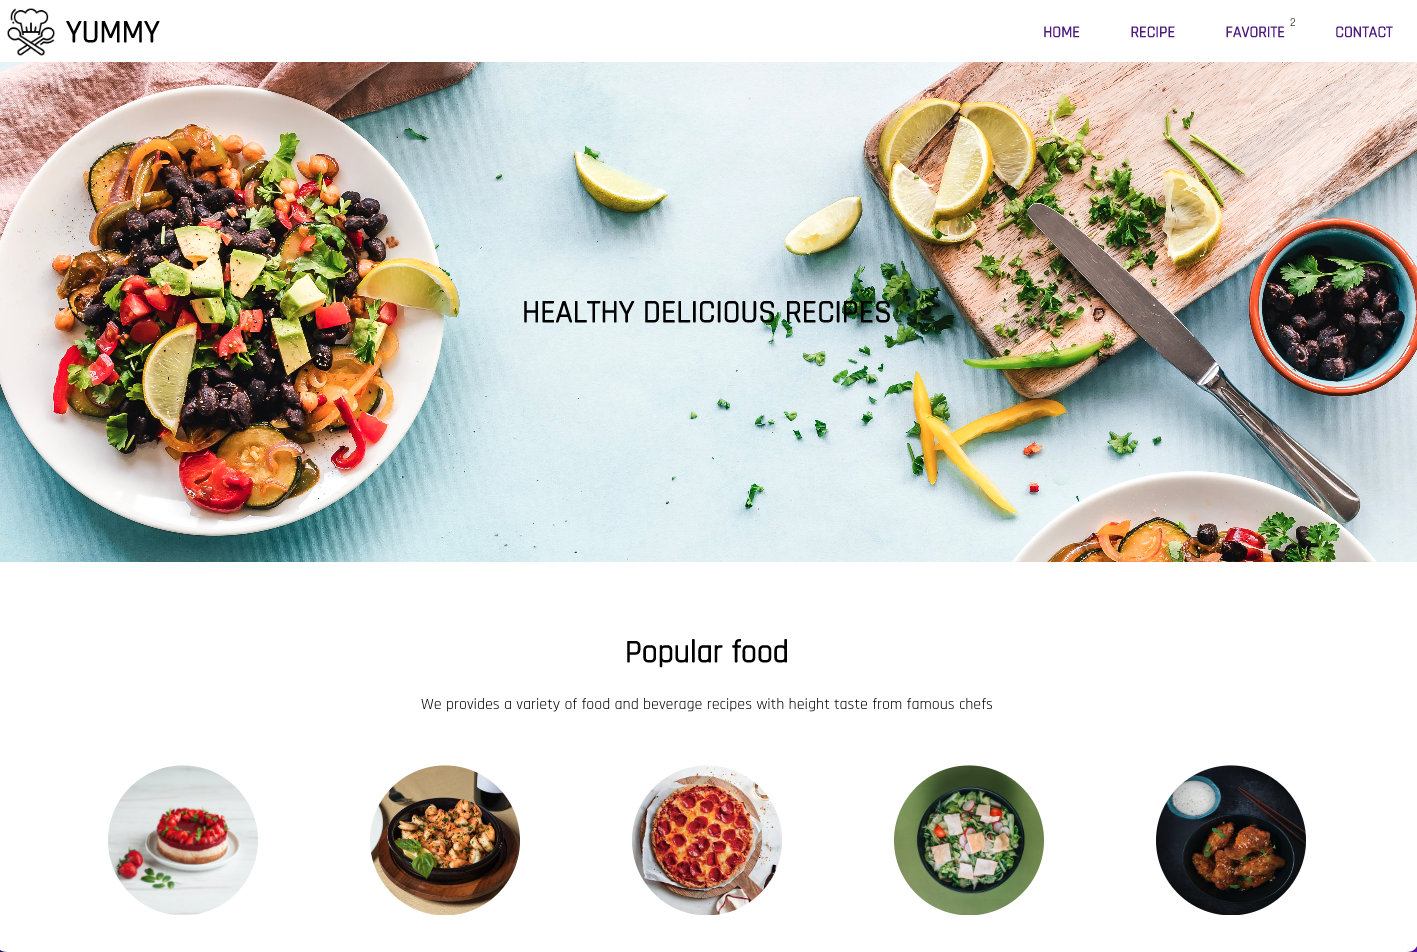 YUMMY
HOME RECIPE FAVORITE 2 CONTACT
HEALTHY DELICIOUS RECIPES
Popular food
We provides a variety of food and beverage recipes with height taste from famous chefs